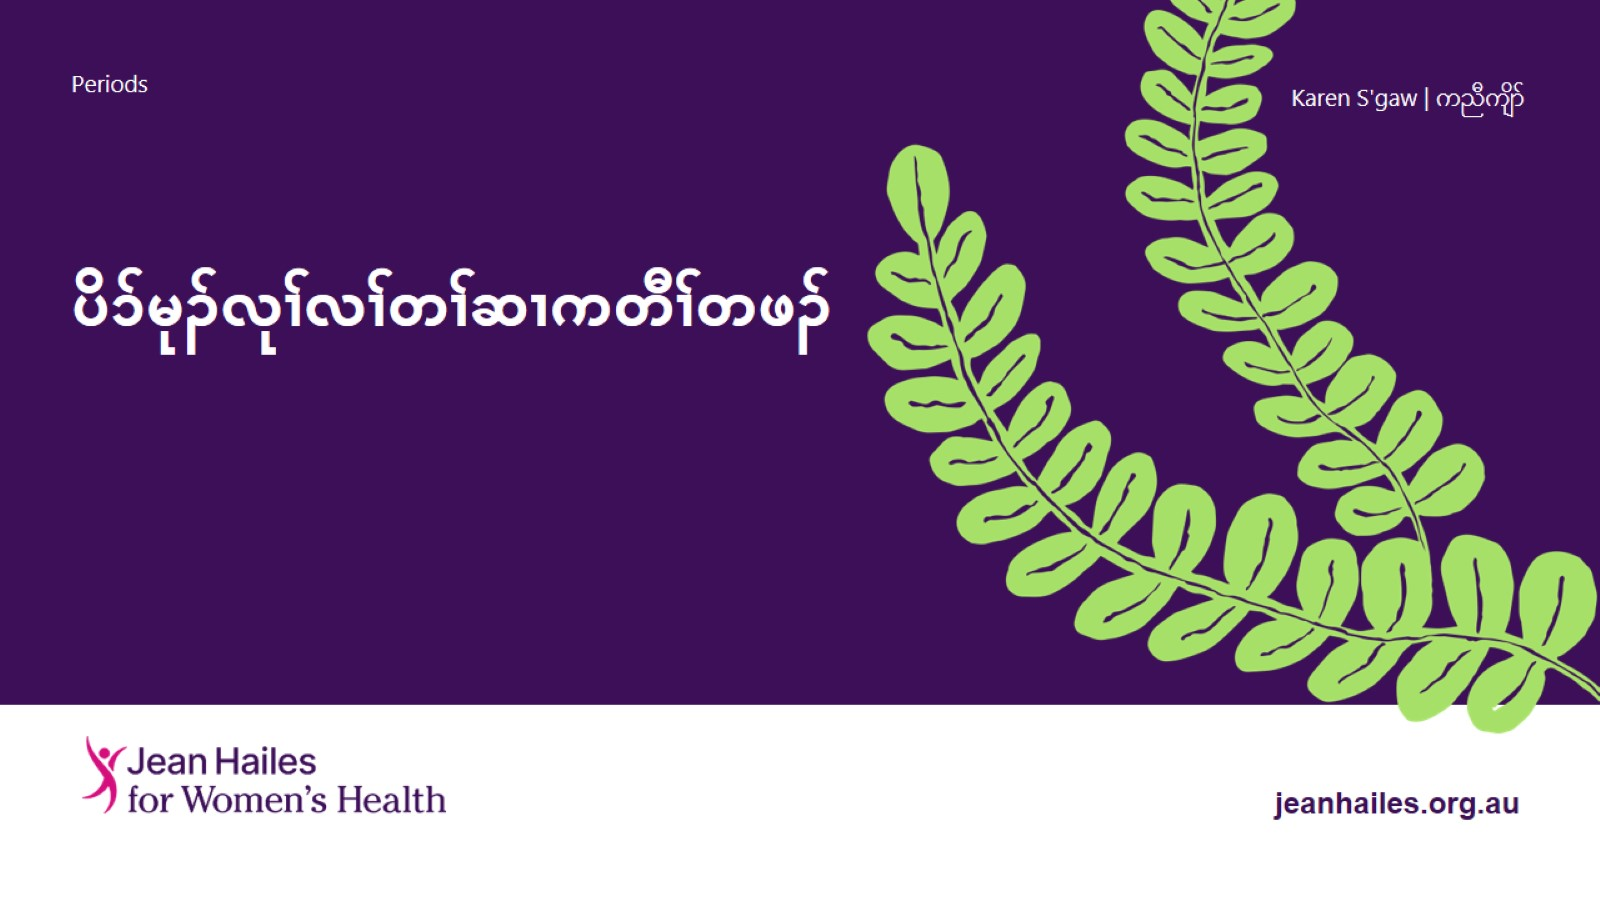 Periods
Karen S'gaw | ကညီကျိာ်
ပိာ်မုၣ်လုၢ်လၢ်တၢ်ဆၢကတီၢ်တဖၣ်
Jean Hailes
for Women's Health
jeanhailes.org.au